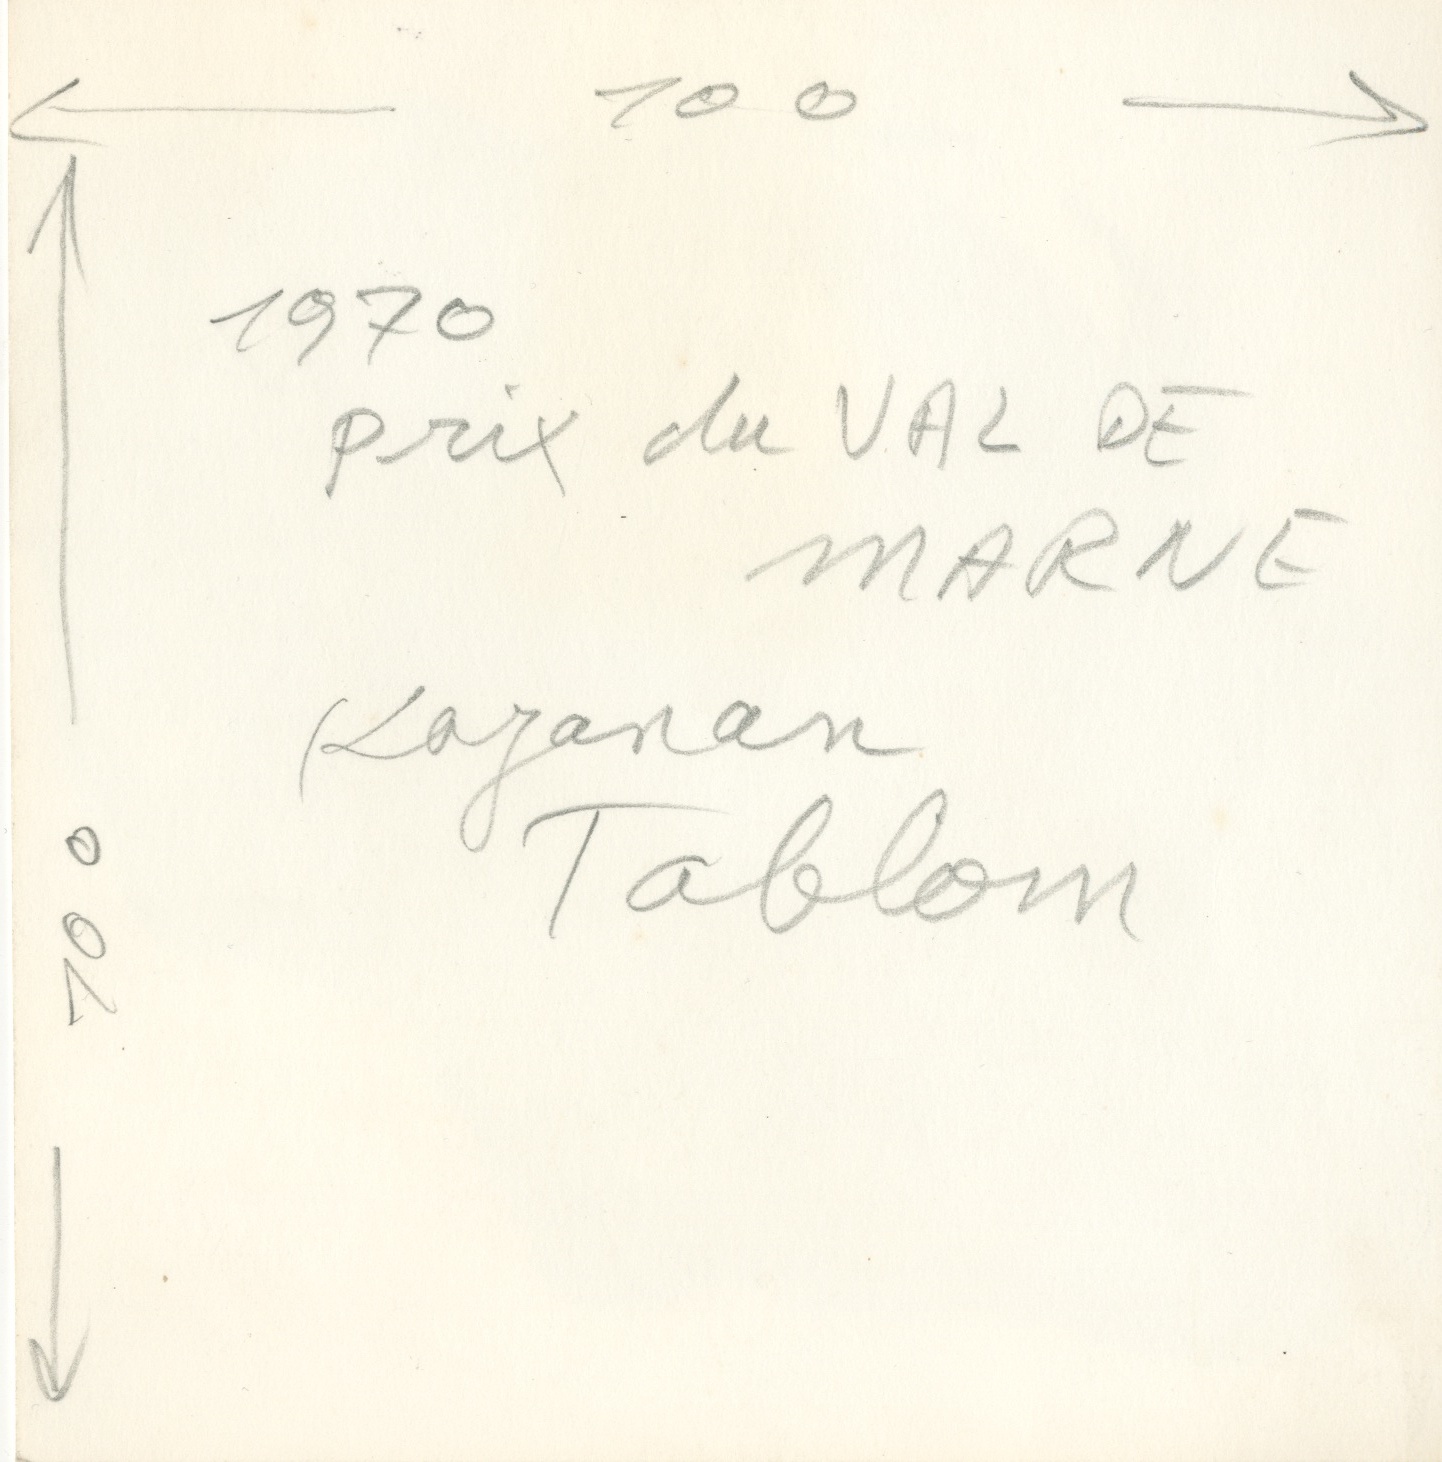 100
1970
prix du VAL DE
MARNE
Kazanan
Tablom
100